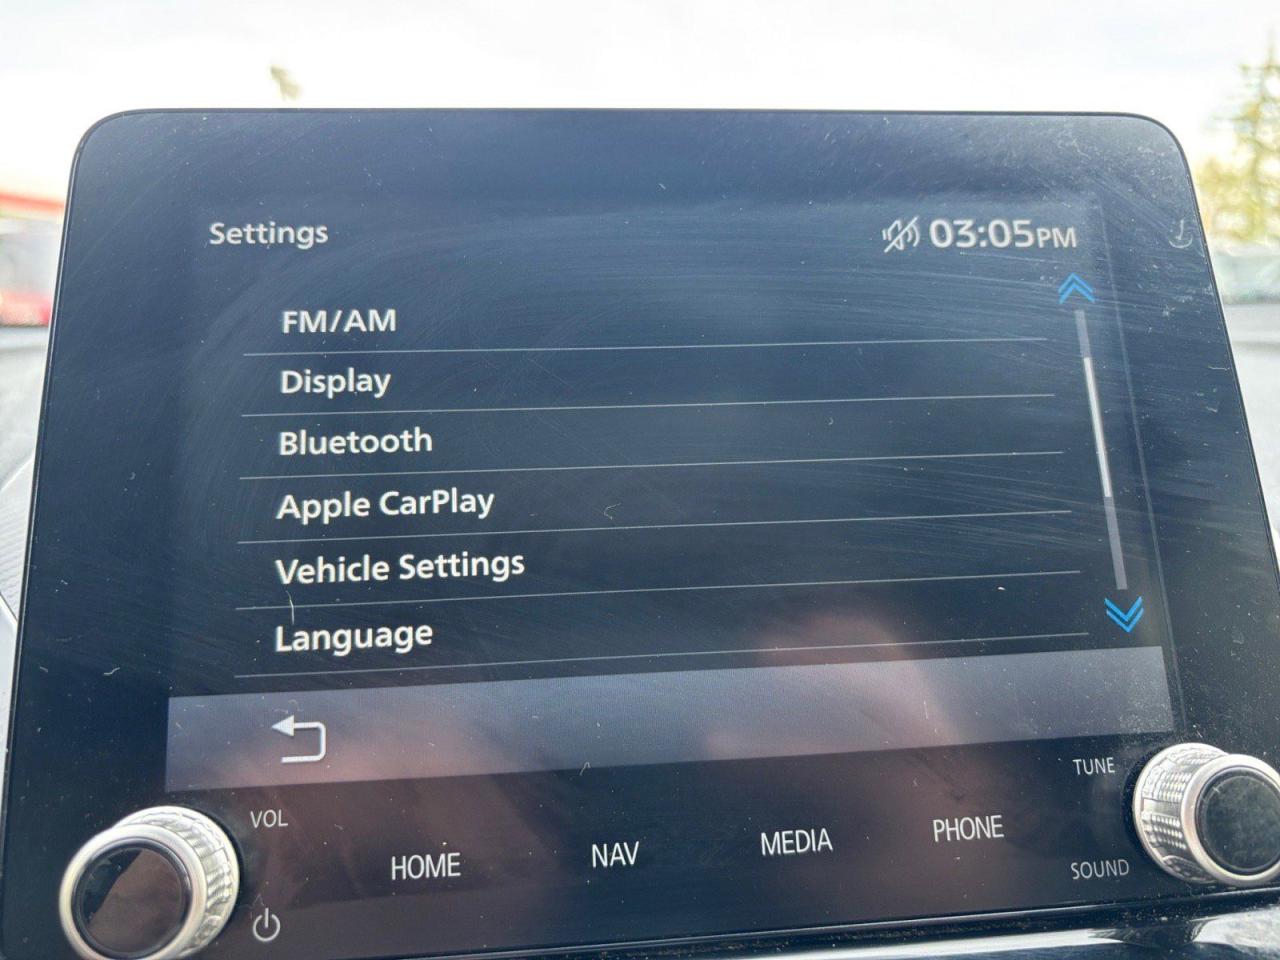 Settings
03:05PM
FM/AM
Display
Bluetooth
Apple CarPlay
Vehicle Settings
Language
VOL
HOME
NAV
MEDIA
PHONE
TUNE
SOUND